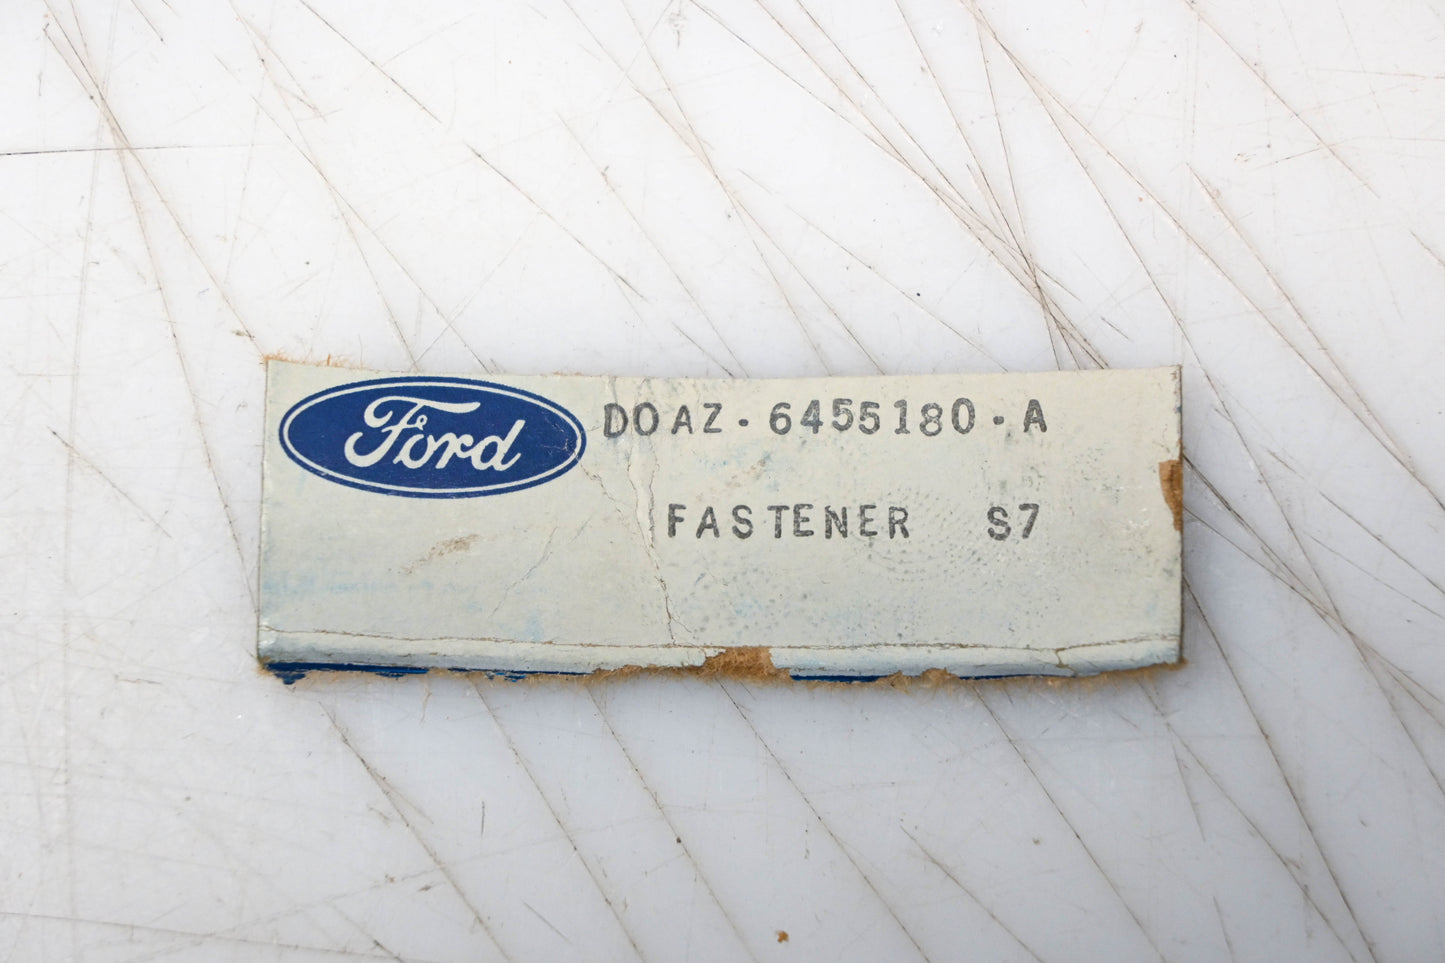 Ford
DOAZ-6455180-A
FASTENER S7